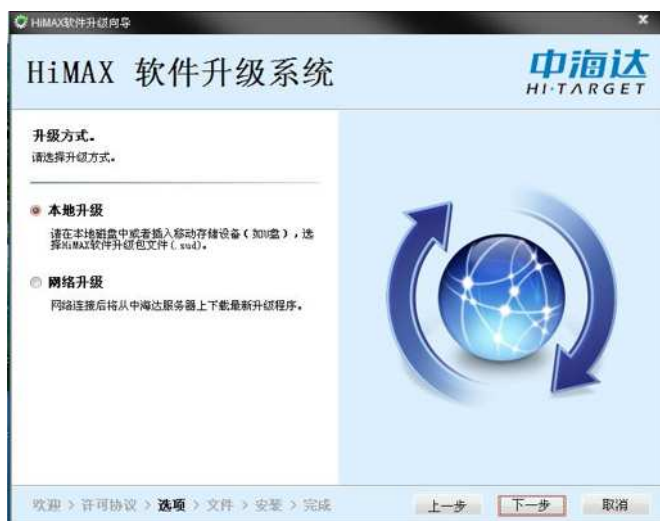 HiMAX软件升级向导
HiMAX 软件升级系统
中海达
HI·TARGET
升级方式。
请选择升级方式。
本地升级
请在本地磁盘中或者插入移动存储设备(如U盘),选
择HiMAX软件升级包文件(.sud)。
网络升级
网络连接后将从中海达服务器上下载最新升级程序。
欢迎 > 许可协议 > 选项 > 文件 > 安装 > 完成
上一步
下一步
取消